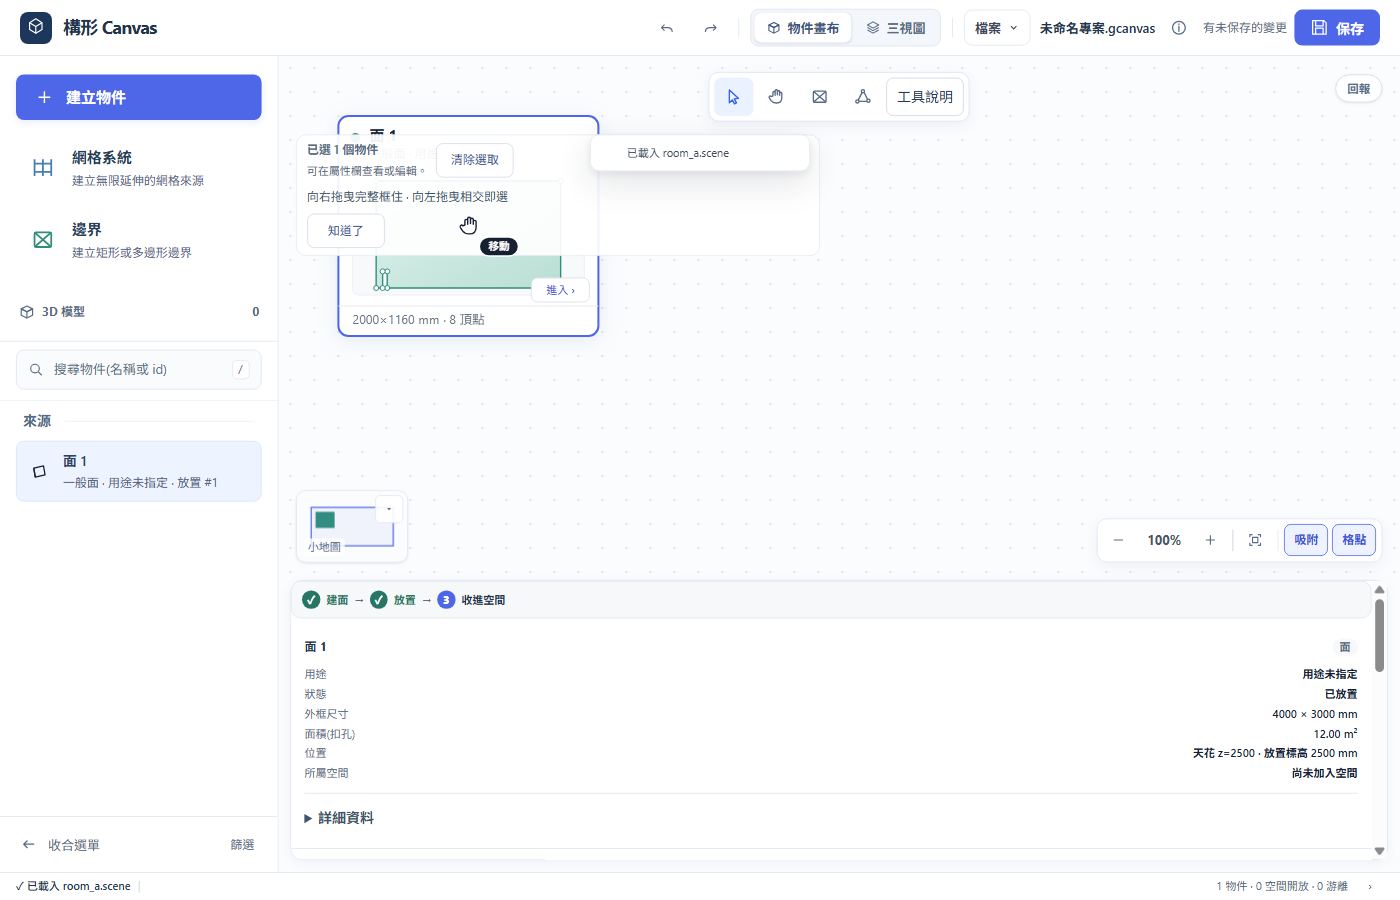 構形 Canvas
物件畫布
三視圖
檔案
未命名專案.gcanvas
有未保存的變更
保存
建立物件
網格系統
建立無限延伸的網格來源
邊界
建立矩形或多邊形邊界
3D 模型
0
搜尋物件(名稱或 id)
/
來源
面 1
一般面 · 用途未指定 · 放置 #1
收合選單
篩選
工具說明
回報
面 1
已選 1 個物件
可在屬性欄查看或編輯。
清除選取
向右拖曳完整框住 · 向左拖曳相交即選
知道了
移動
已載入 room_a.scene
進入 ›
2000×1160 mm · 8 頂點
小地圖
100%
吸附
格點
建面 → 放置 → 3 收進空間
面 1
面
用途
用途未指定
狀態
已放置
外框尺寸
4000 × 3000 mm
面積(扣孔)
12.00 m²
位置
天花 z=2500 · 放置標高 2500 mm
所屬空間
尚未加入空間
詳細資料
✓ 已載入 room_a.scene
1 物件 · 0 空間開放 · 0 游離